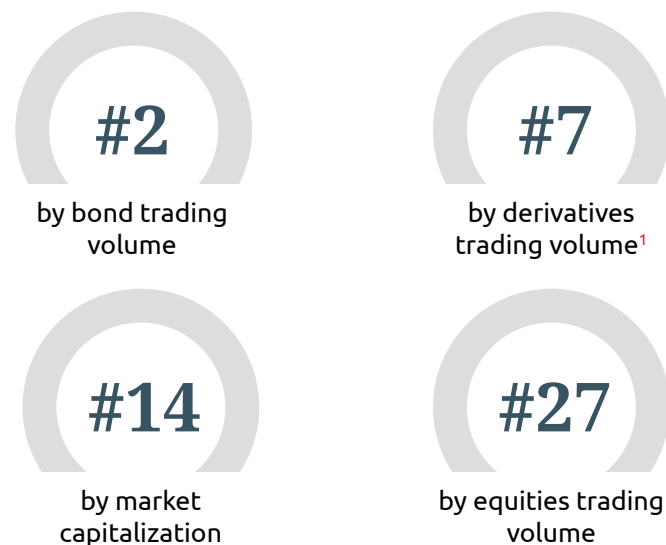 #2
by bond trading
volume
#7
by derivatives
trading volume¹
#14
by market
capitalization
#27
by equities trading
volume